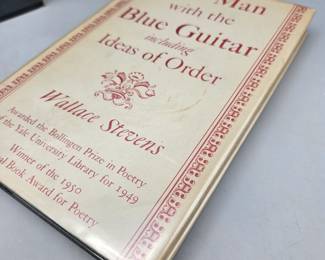 Man
with the
Blue Guitar
including
Ideas of Order
Wallace Stevens
Awarded the Bollingen Prize in Poetry
of the Yale University Library for 1949
Winner of the 1950
al Book Award for Poetry